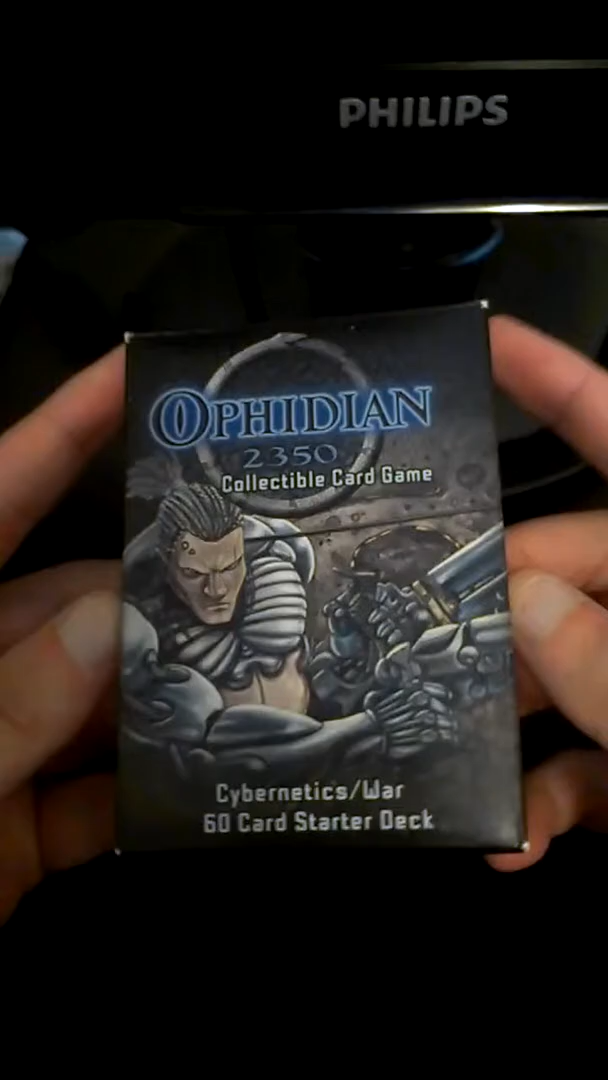 PHILIPS
OPHIDIAN
2350
Collectible Card Game
Cybernetics/War
60 Card Starter Deck